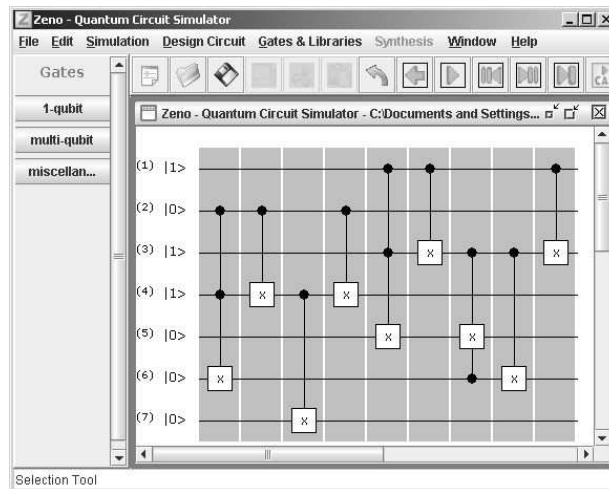 Zeno - Quantum Circuit Simulator
File Edit Simulation Design Circuit Gates & Libraries Synthesis Window Help
Gates
1-qubit
multi-qubit
miscellan...
CA
Zeno - Quantum Circuit Simulator - C:\Documents and Settings...
(1) |1>
(2) |0>
(3) |1>
X X
(4) |1>
X X
(5) |0>
X X
(6) |0>
X X
(7) |0>
X
Selection Tool